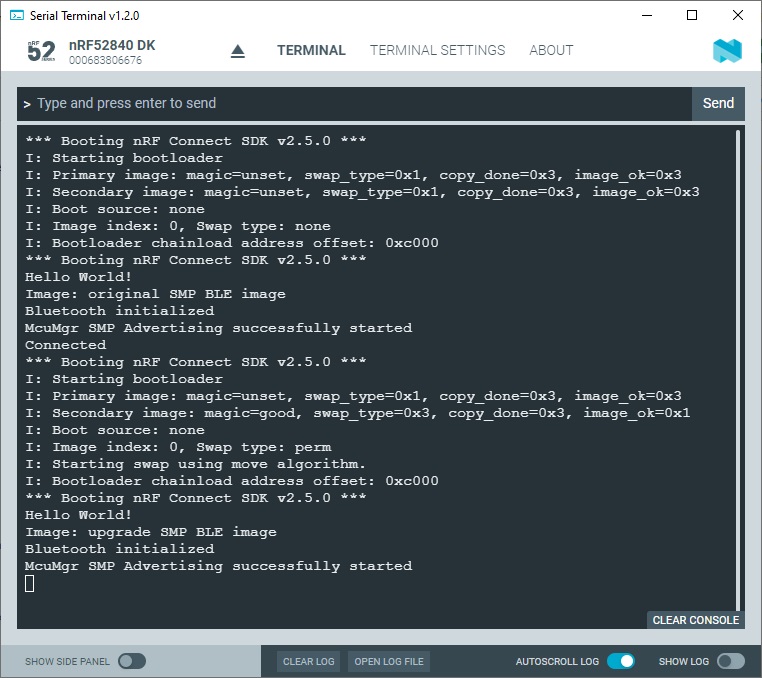 Serial Terminal v1.2.0
nRF
52
SERIES
nRF52840 DK
000683806676
TERMINAL
TERMINAL SETTINGS
ABOUT
> Type and press enter to send
Send
*** Booting nRF Connect SDK v2.5.0 ***
I: Starting bootloader
I: Primary image: magic=unset, swap_type=0x1, copy_done=0x3, image_ok=0x3
I: Secondary image: magic=unset, swap_type=0x1, copy_done=0x3, image_ok=0x3
I: Boot source: none
I: Image index: 0, Swap type: none
I: Bootloader chainload address offset: 0xc000
*** Booting nRF Connect SDK v2.5.0 ***
Hello World!
Image: original SMP BLE image
Bluetooth initialized
McuMgr SMP Advertising successfully started
Connected
*** Booting nRF Connect SDK v2.5.0 ***
I: Starting bootloader
I: Primary image: magic=unset, swap_type=0x1, copy_done=0x3, image_ok=0x3
I: Secondary image: magic=good, swap_type=0x3, copy_done=0x3, image_ok=0x1
I: Boot source: none
I: Image index: 0, Swap type: perm
I: Starting swap using move algorithm.
I: Bootloader chainload address offset: 0xc000
*** Booting nRF Connect SDK v2.5.0 ***
Hello World!
Image: upgrade SMP BLE image
Bluetooth initialized
McuMgr SMP Advertising successfully started
CLEAR CONSOLE
SHOW SIDE PANEL
CLEAR LOG
OPEN LOG FILE
AUTOSCROLL LOG
SHOW LOG